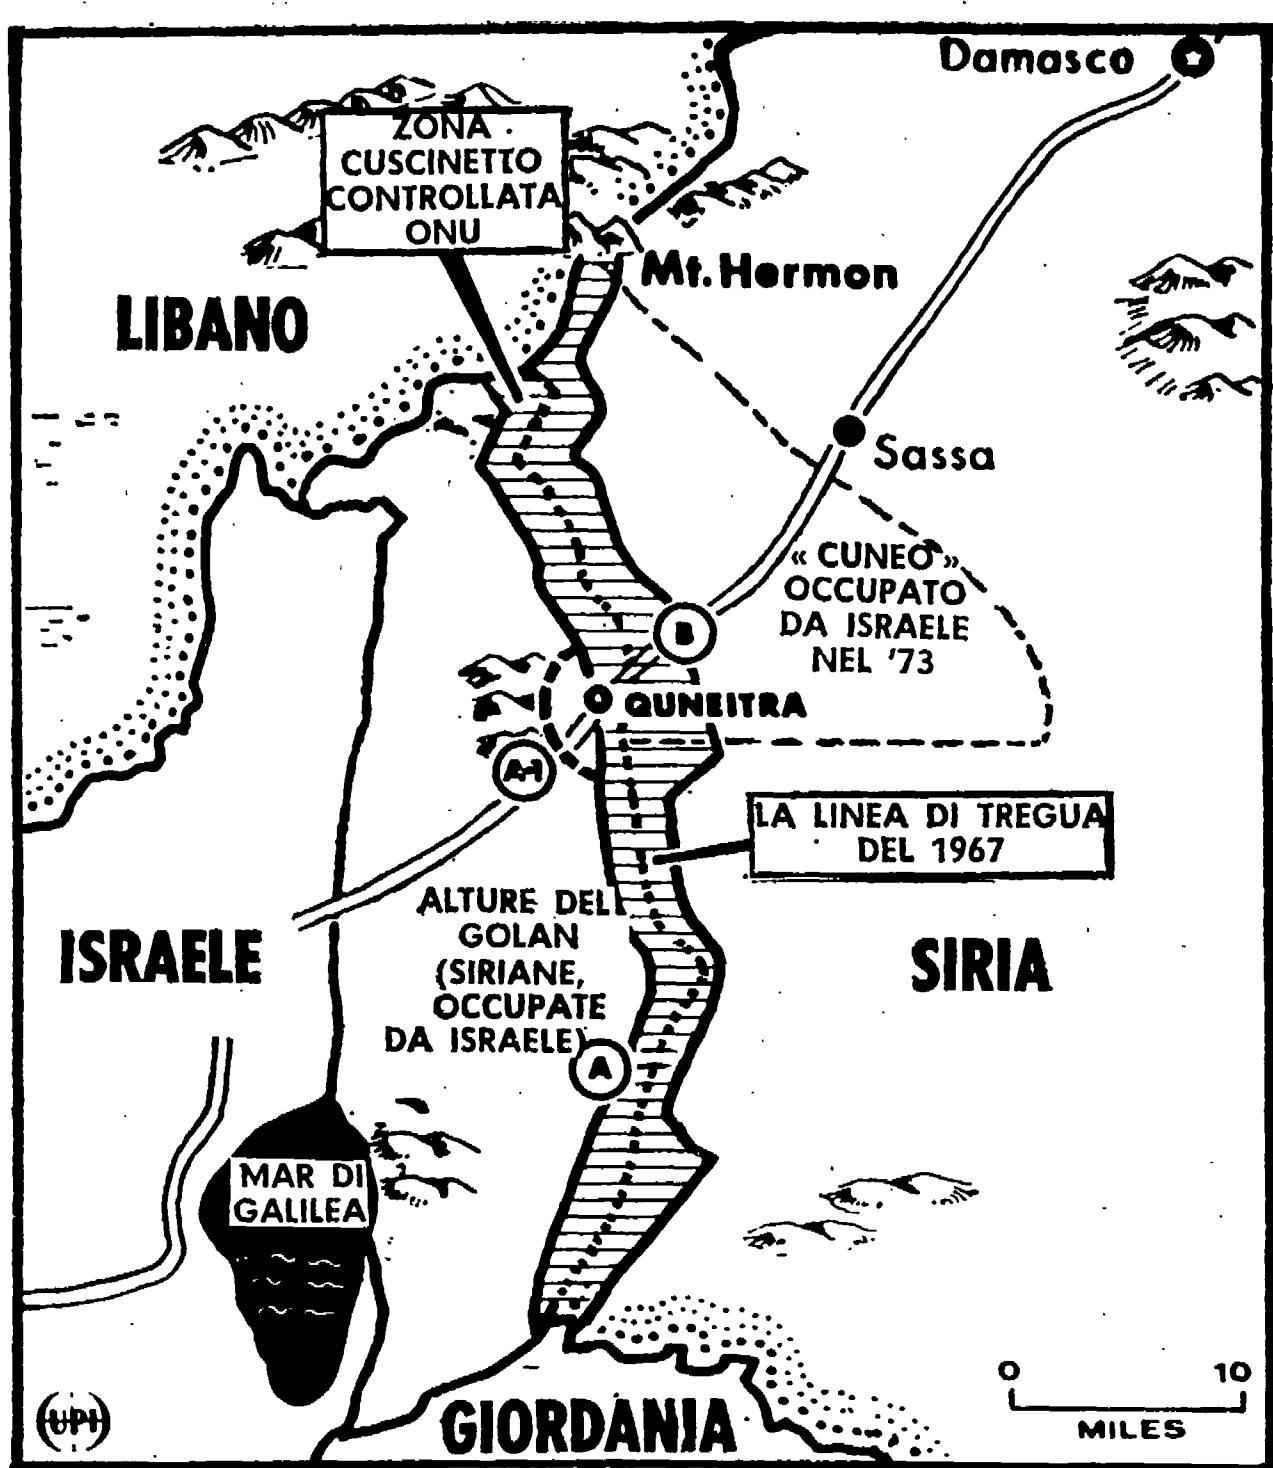 Damasco
ZONA
CUSCINETTO
CONTROLLATA
ONU
Mt. Hermon
LIBANO
Sassa
« CUNEO »
OCCUPATO
DA ISRAELE
NEL '73
B
QUNEITRA
A-1
LA LINEA DI TREGUA
DEL 1967
ALTURE DEL
GOLAN
(SIRIANE,
OCCUPATE
DA ISRAELE)
ISRAELE
SIRIA
A
MAR DI
GALILEA
0 10
MILES
GIORDANIA
(UPI)